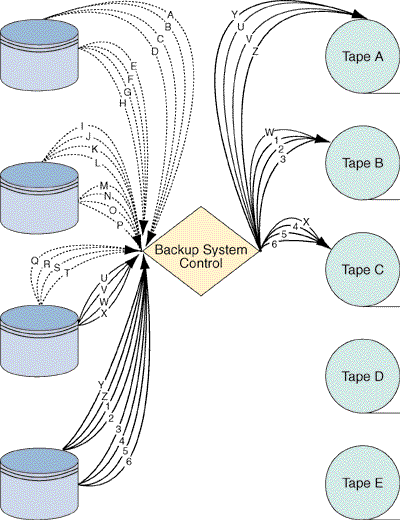 A
B
C
D
E
F
G
H
I
J
K
L
M
N
O
P
Q R S T
U
V
W
X
Y
Z
1
2
3
4
5
6
Backup System
Control
Y
U
V
Z
W
1
2
3
X
4
5
6
Tape A
Tape B
Tape C
Tape D
Tape E